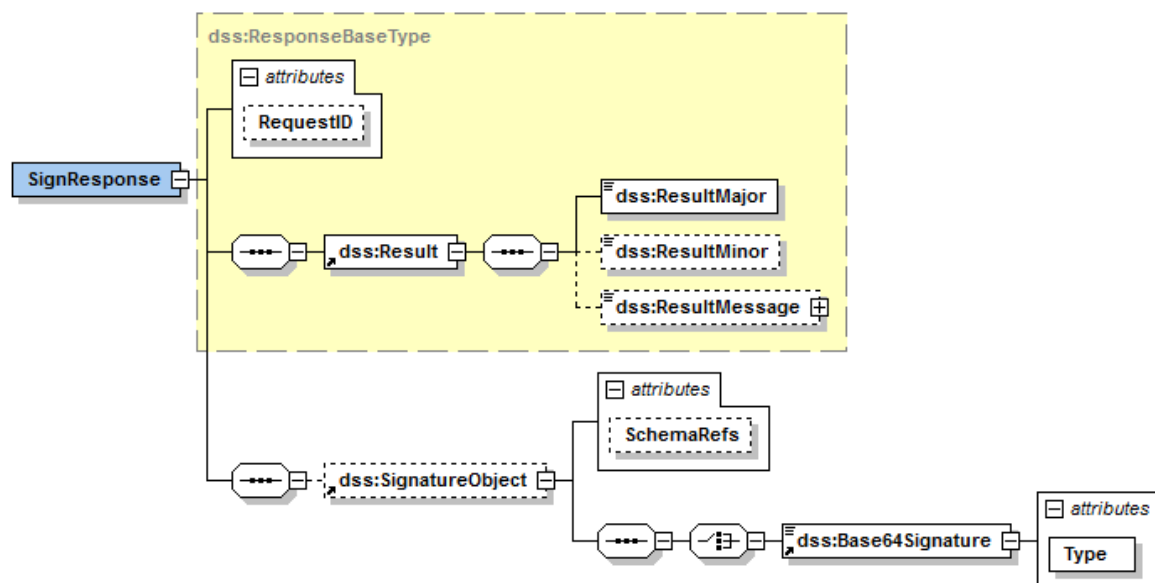 dss:ResponseBaseType
attributes
RequestID
SignResponse
dss:ResultMajor
dss:Result
dss:ResultMinor
dss:ResultMessage
attributes
SchemaRefs
dss:SignatureObject
attributes
dss:Base64Signature
Type